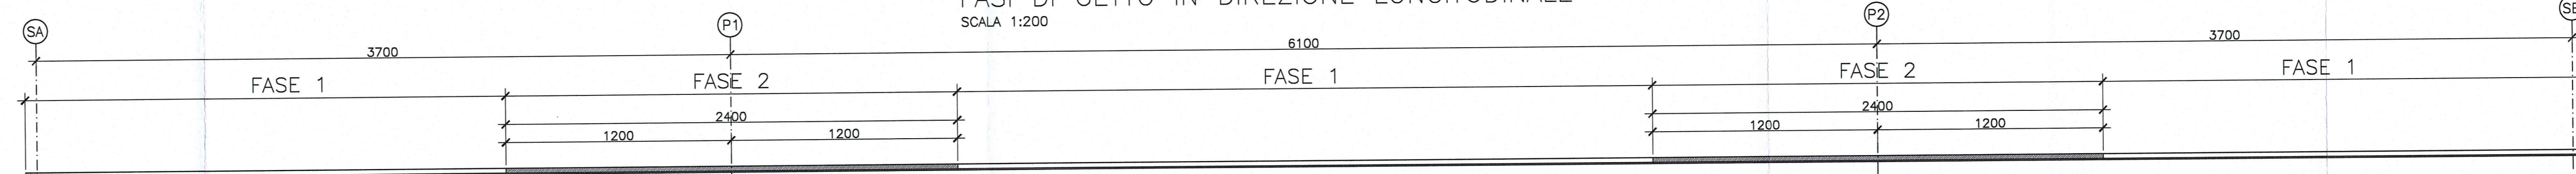 FASI DI GETTO IN DIREZIONE LONGITUDINALE
SCALA 1:200
SA P1 P2
3700 6100 3700
FASE 1 FASE 2 FASE 1 FASE 2 FASE 1
2400 2400
1200 1200 1200 1200